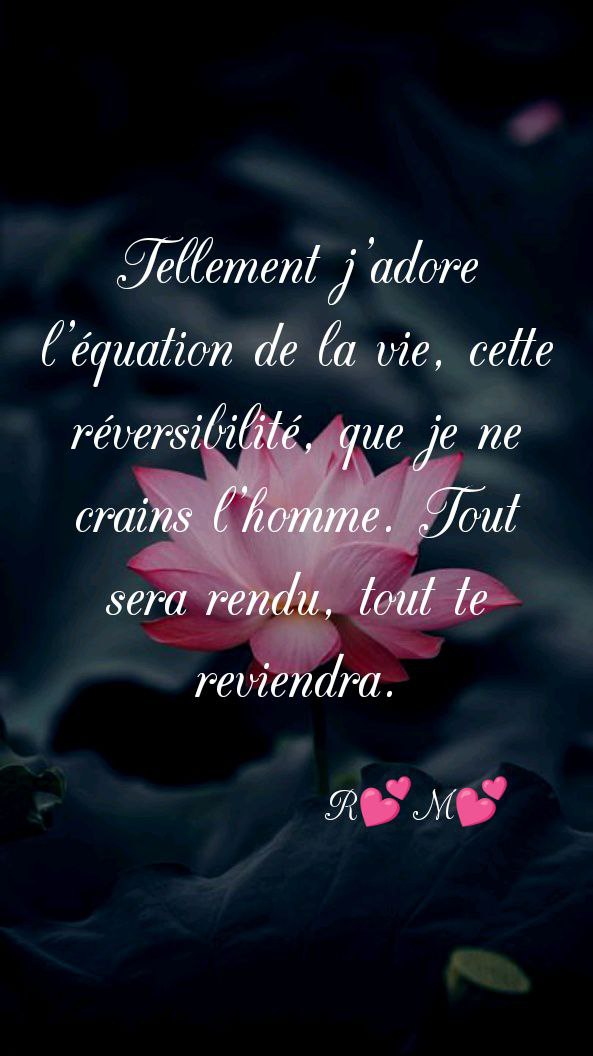 Tellement j'adore
l'équation de la vie, cette
réversibilité, que je ne
crains l'homme. Tout
sera rendu, tout te
reviendra.
R💕 M💕